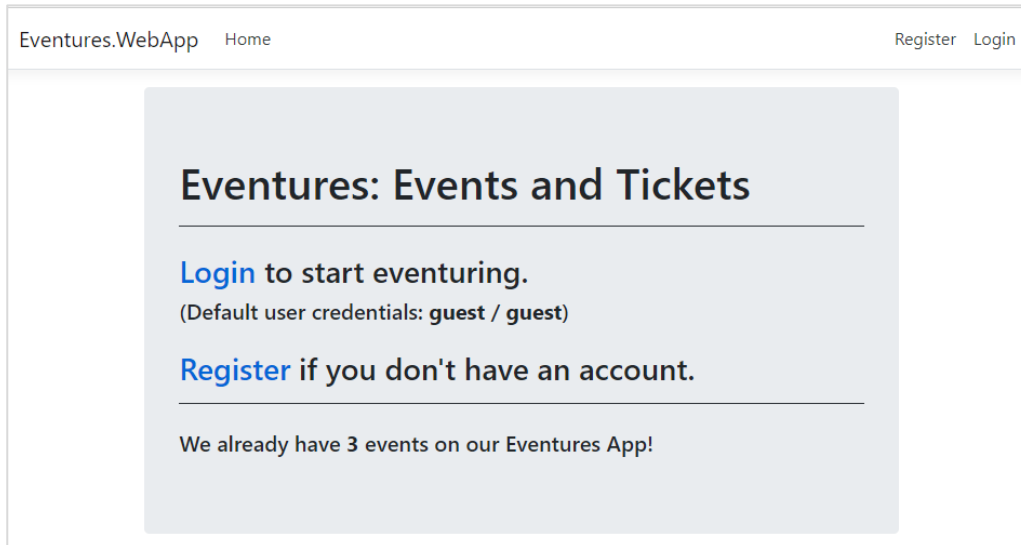 Eventures.WebApp Home Register Login
Eventures: Events and Tickets
Login to start eventuring.
(Default user credentials: guest / guest)
Register if you don't have an account.
We already have 3 events on our Eventures App!